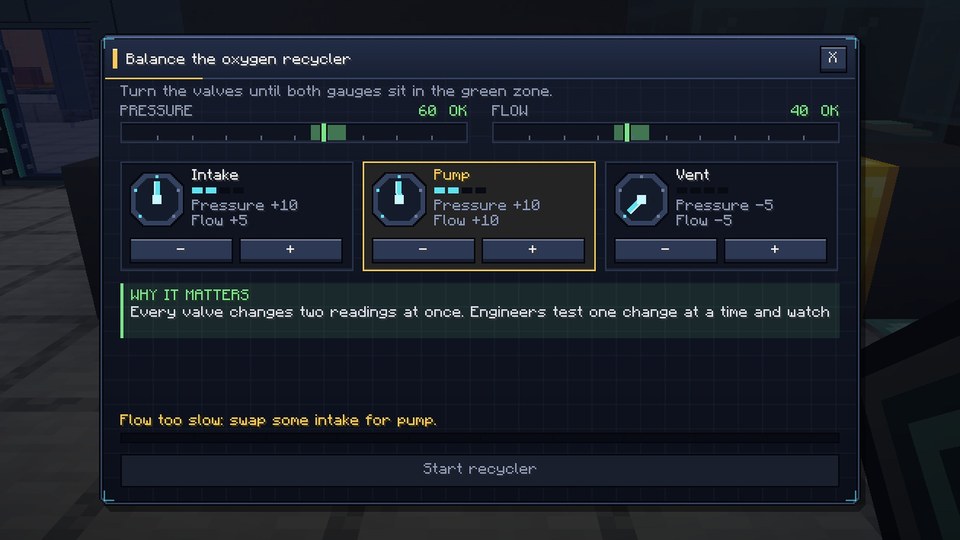 Balance the oxygen recycler
X
Turn the valves until both gauges sit in the green zone.
PRESSURE 60 OK FLOW 40 OK
Intake
Pressure +10
Flow +5
- +
Pump
Pressure +10
Flow +10
- +
Vent
Pressure -5
Flow -5
- +
WHY IT MATTERS
Every valve changes two readings at once. Engineers test one change at a time and watch
Flow too slow: swap some intake for pump.
Start recycler